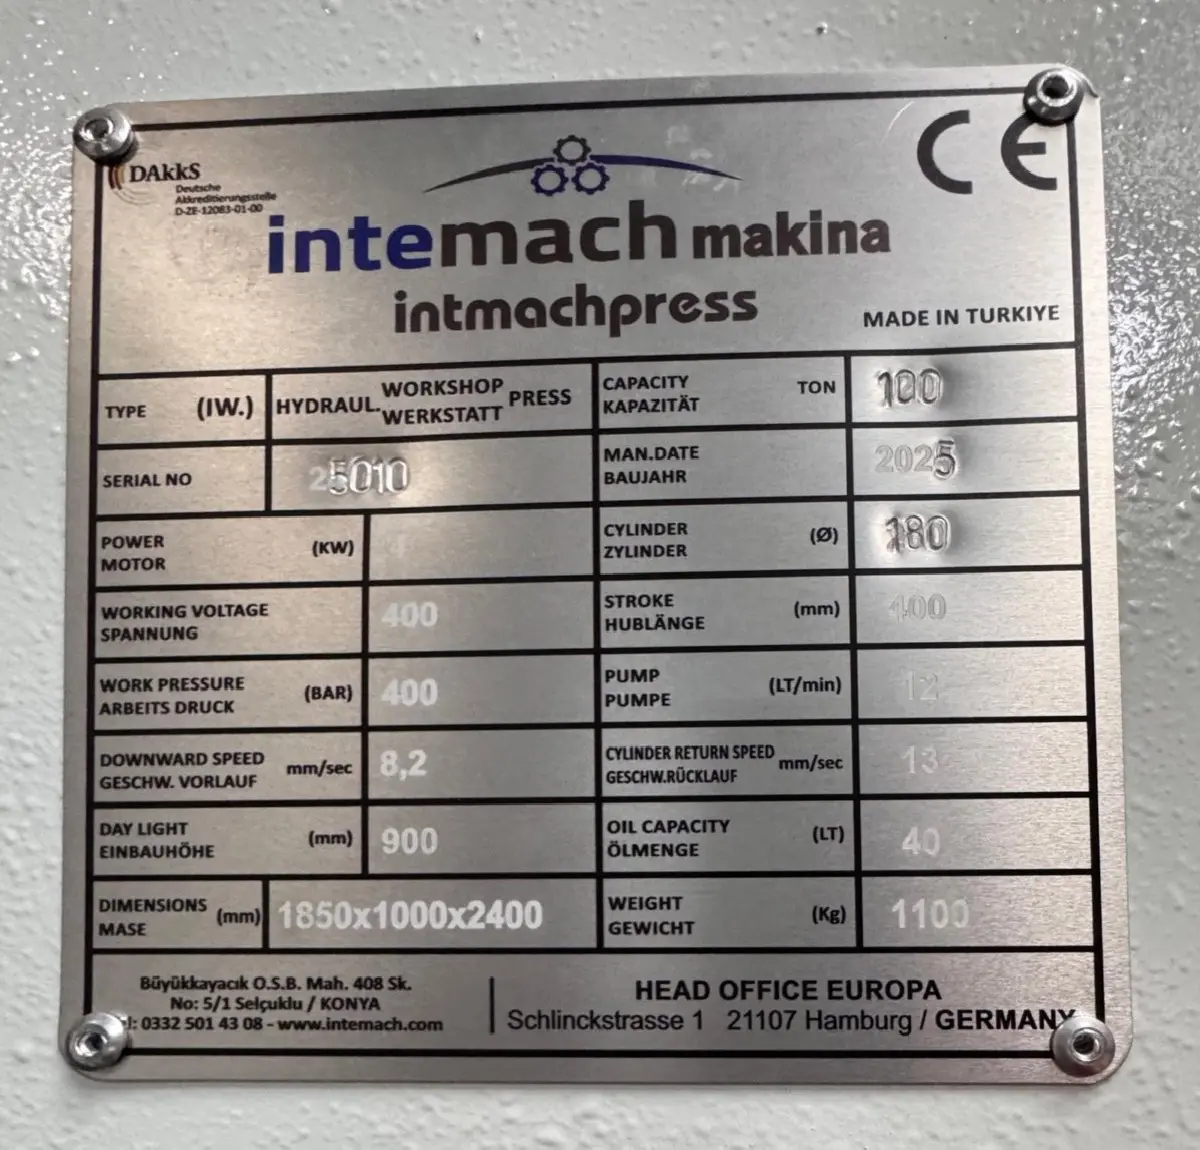 DAkkS
Deutsche
Akkreditierungsstelle
D-ZE-12083-01-00
CE
intemach makina
intmachpress
MADE IN TURKIYE
TYPE (IW.) HYDRAUL. WORKSHOP WERKSTATT PRESS
CAPACITY KAPAZITÄT TON 100
SERIAL NO 25010
MAN.DATE BAUJAHR 2025
POWER MOTOR (KW)
CYLINDER ZYLINDER (Ø) 180
WORKING VOLTAGE SPANNUNG 400
STROKE HUBLÄNGE (mm) 400
WORK PRESSURE ARBEITS DRUCK (BAR) 400
PUMP PUMPE (LT/min) 12
DOWNWARD SPEED GESCHW. VORLAUF mm/sec 8,2
CYLINDER RETURN SPEED GESCHW.RÜCKLAUF mm/sec 13
DAY LIGHT EINBAUHÖHE (mm) 900
OIL CAPACITY ÖLMENGE (LT) 40
DIMENSIONS MASE (mm) 1850x1000x2400
WEIGHT GEWICHT (Kg) 1100
Büyükkayacık O.S.B. Mah. 408 Sk.
No: 5/1 Selçuklu / KONYA
: 0332 501 43 08 - www.intemach.com
HEAD OFFICE EUROPA
Schlinckstrasse 1 21107 Hamburg / GERMANY